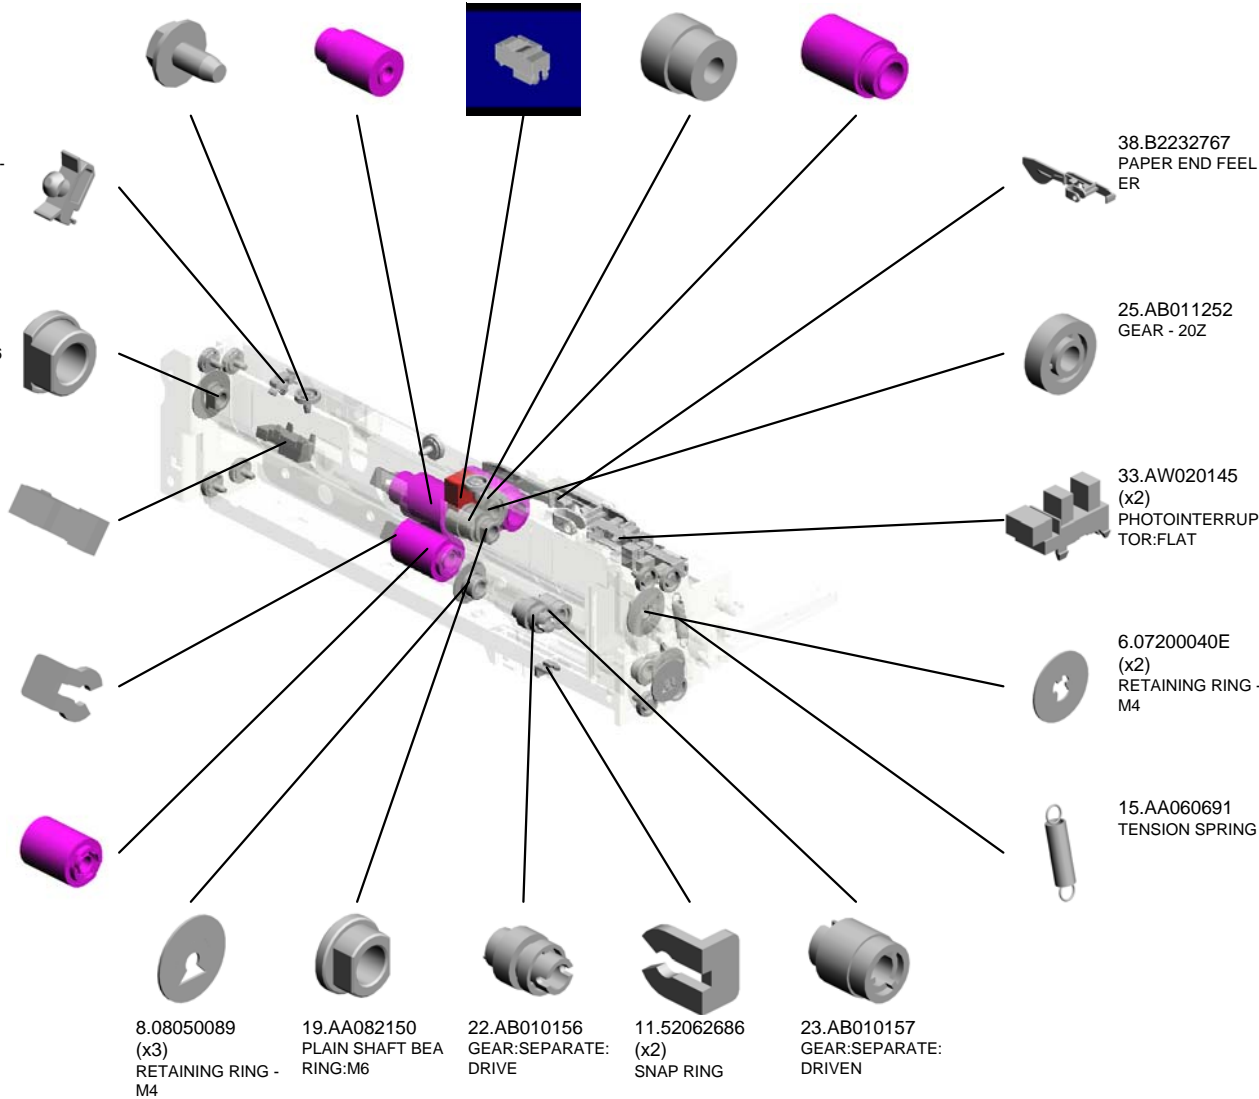 38.B2232767
PAPER END FEEL
ER
25.AB011252
GEAR - 20Z
33.AW020145
(x2)
PHOTOINTERRUP
TOR:FLAT
6.07200040E
(x2)
RETAINING RING -
M4
15.AA060691
TENSION SPRING
8.08050089
(x3)
RETAINING RING -
M4
19.AA082150
PLAIN SHAFT BEA
RING:M6
22.AB010156
GEAR:SEPARATE:
DRIVE
11.52062686
(x2)
SNAP RING
23.AB010157
GEAR:SEPARATE:
DRIVEN